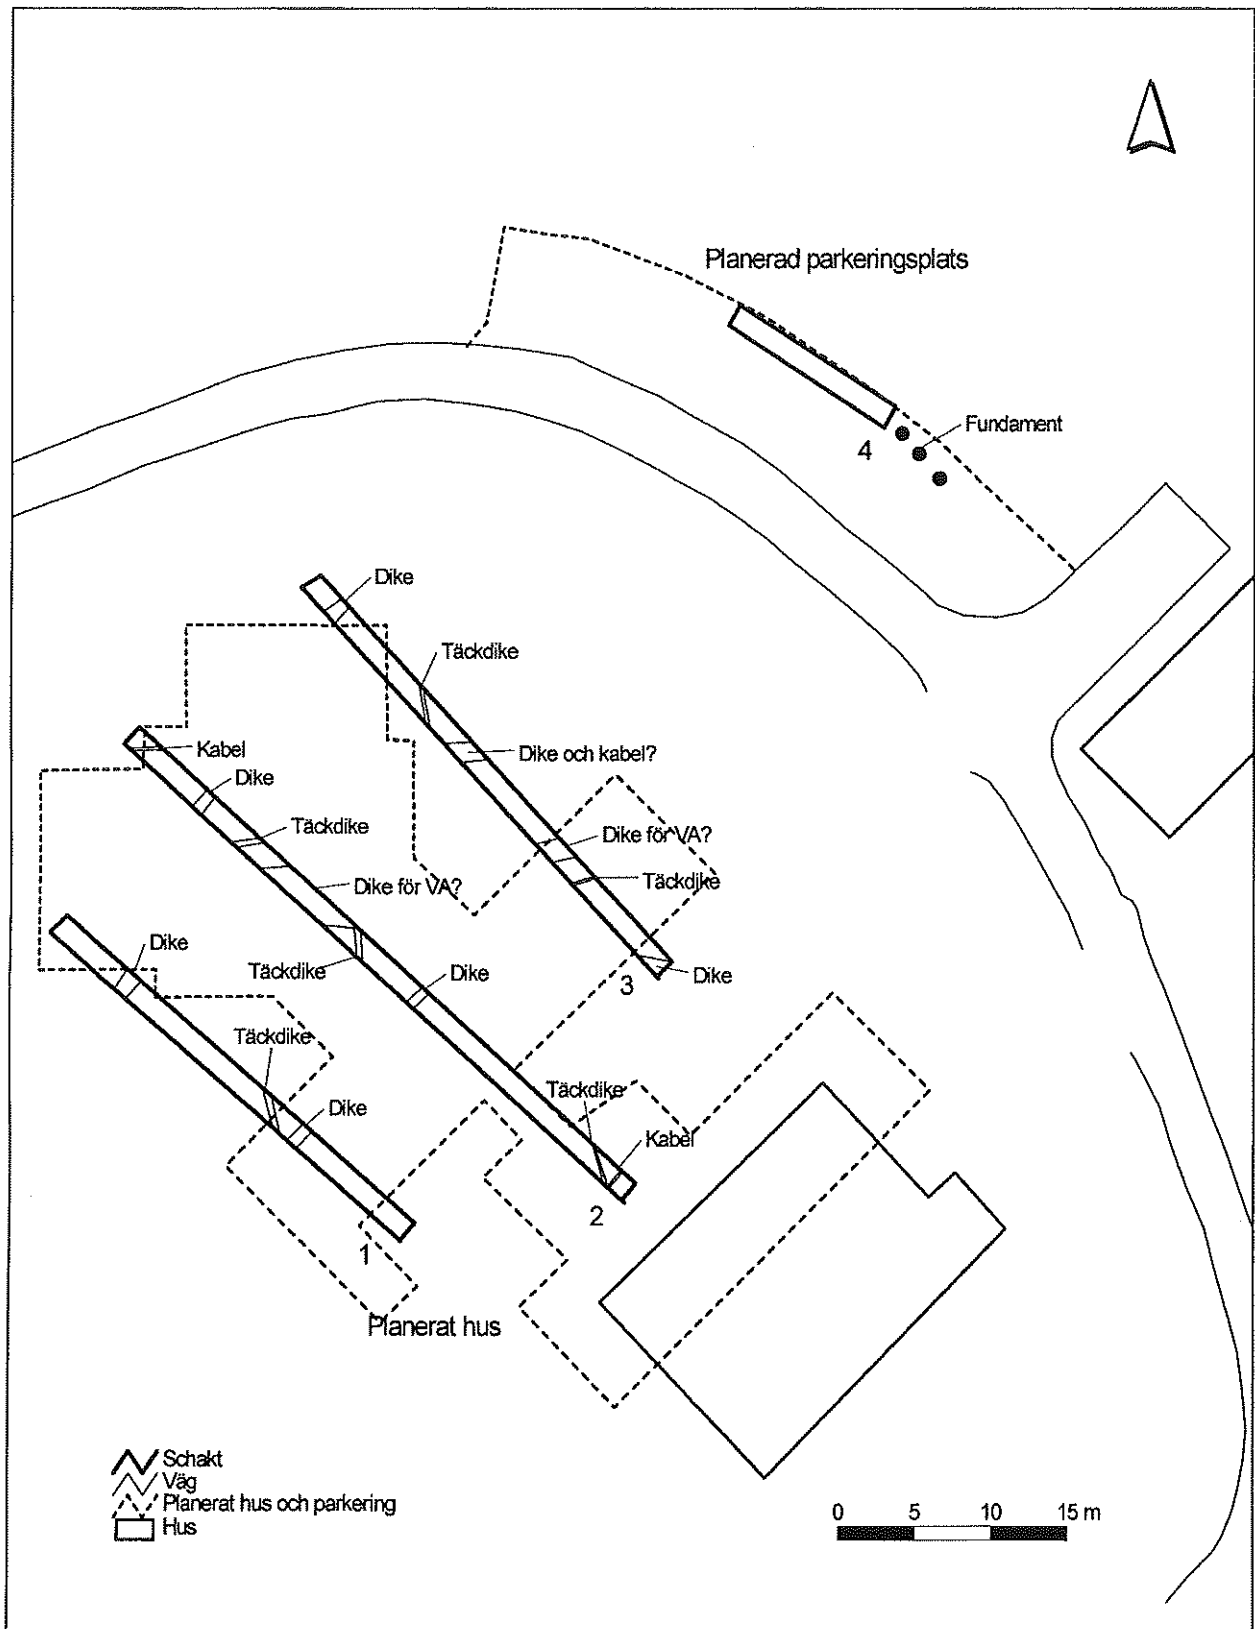 Planerad parkeringsplats
Fundament
4
Dike
Täckdike
Dike och kabel?
Kabel
Dike
Täckdike
Dike för VA?
Dike för VA?
Täckdike
Dike
Täckdike
Dike
3
Dike
Täckdike
Dike
Täckdike
Kabel
2
1
Planerat hus
Schakt
Väg
Planerat hus och parkering
Hus
0 5 10 15 m